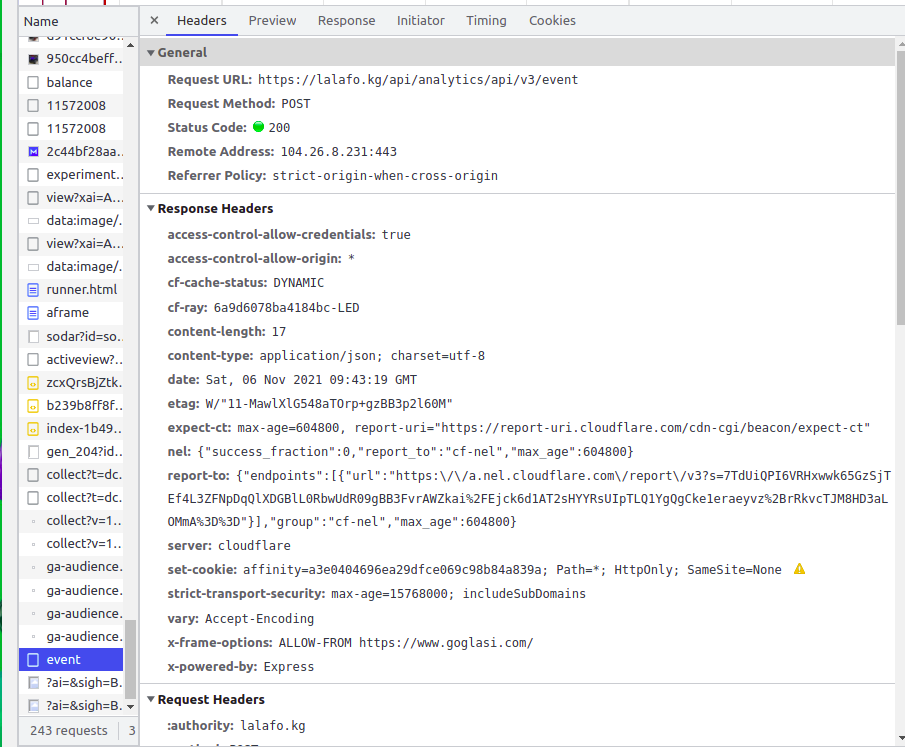 Name
950cc4beff..
balance
11572008
11572008
2c44bf28aa..
experiment..
view?xai=A..
data:image/.
view?xai=A..
data:image/.
runner.html
aframe
sodar?id=so..
activeview?..
zcxQrsBjZtk.
b239b8ff8f..
index-1b49..
gen_204?id..
collect?t=dc.
collect?t=dc.
collect?v=1..
collect?v=1..
ga-audience.
ga-audience.
ga-audience.
ga-audience.
event
?ai=&sigh=B.
?ai=&sigh=B.
243 requests 3
× Headers Preview Response Initiator Timing Cookies
General
Request URL: https://lalafo.kg/api/analytics/api/v3/event
Request Method: POST
Status Code: 200
Remote Address: 104.26.8.231:443
Referrer Policy: strict-origin-when-cross-origin
Response Headers
access-control-allow-credentials: true
access-control-allow-origin: *
cf-cache-status: DYNAMIC
cf-ray: 6a9d6078ba4184bc-LED
content-length: 17
content-type: application/json; charset=utf-8
date: Sat, 06 Nov 2021 09:43:19 GMT
etag: W/"11-MawlXlG548aTOrp+gzBB3p2l60M"
expect-ct: max-age=604800, report-uri="https://report-uri.cloudflare.com/cdn-cgi/beacon/expect-ct"
nel: {"success_fraction":0,"report_to":"cf-nel","max_age":604800}
report-to: {"endpoints":[{"url":"https:\/\/a.nel.cloudflare.com\/report\/v3?s=7TdUiQPI6VRHxwwk65GzSjT
Ef4L3ZFNpDqQlXDGBlL0RbwUdR09gBB3FvrAWZkai%2FEjck6d1AT2sHYYRsUIpTLQ1YgQgCke1eraeyvz%2BrRkvcTJM8HD3aL
OMmA%3D%3D"}],"group":"cf-nel","max_age":604800}
server: cloudflare
set-cookie: affinity=a3e0404696ea29dfce069c98b84a839a; Path=*; HttpOnly; SameSite=None
strict-transport-security: max-age=15768000; includeSubDomains
vary: Accept-Encoding
x-frame-options: ALLOW-FROM https://www.goglasi.com/
x-powered-by: Express
Request Headers
:authority: lalafo.kg